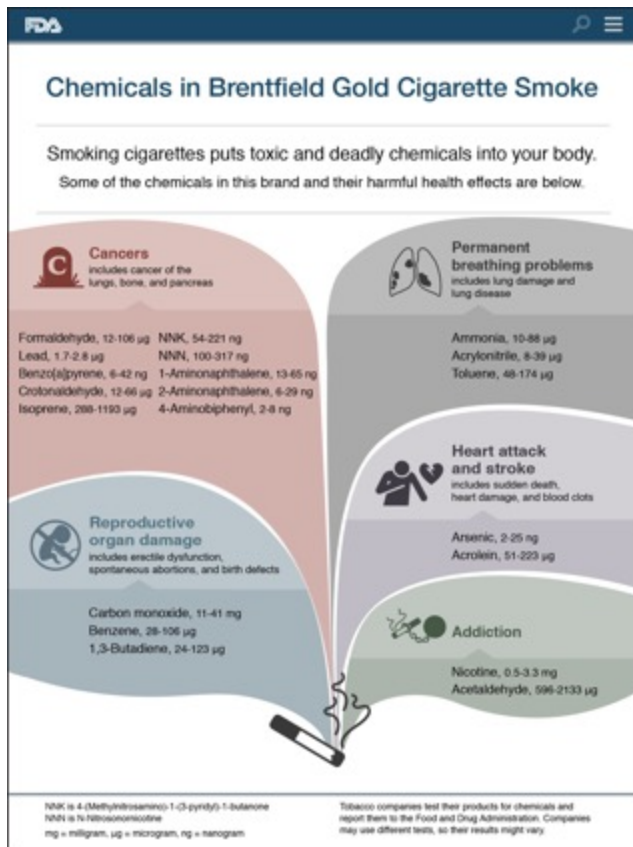 FDA
Chemicals in Brentfield Gold Cigarette Smoke
Smoking cigarettes puts toxic and deadly chemicals into your body.
Some of the chemicals in this brand and their harmful health effects are below.
C
Cancers
includes cancer of the
lungs, bone, and pancreas
Formaldehyde, 12-106 µg
Lead, 1.7-2.8 µg
Benzo[a]pyrene, 6-42 ng
Crotonaldehyde, 12-66 µg
Isoprene, 288-1193 µg
NNK, 54-221 ng
NNN, 100-317 ng
1-Aminonaphthalene, 13-65 ng
2-Aminonaphthalene, 6-29 ng
4-Aminobiphenyl, 2-8 ng
Permanent
breathing problems
includes lung damage and
lung disease
Ammonia, 10-88 µg
Acrylonitrile, 8-39 µg
Toluene, 48-174 µg
Heart attack
and stroke
includes sudden death,
heart damage, and blood clots
Arsenic, 2-25 ng
Acrolein, 51-223 µg
Reproductive
organ damage
includes erectile dysfunction,
spontaneous abortions, and birth defects
Carbon monoxide, 11-41 mg
Benzene, 28-106 µg
1,3-Butadiene, 24-123 µg
Addiction
Nicotine, 0.5-3.3 mg
Acetaldehyde, 596-2133 µg
NNK is 4-(Methylnitrosamino)-1-(3-pyridyl)-1-butanone
NNN is N-Nitrosonornicotine
mg = milligram, µg = microgram, ng = nanogram
Tobacco companies test their products for chemicals and
report them to the Food and Drug Administration. Companies
may use different tests, so their results might vary.